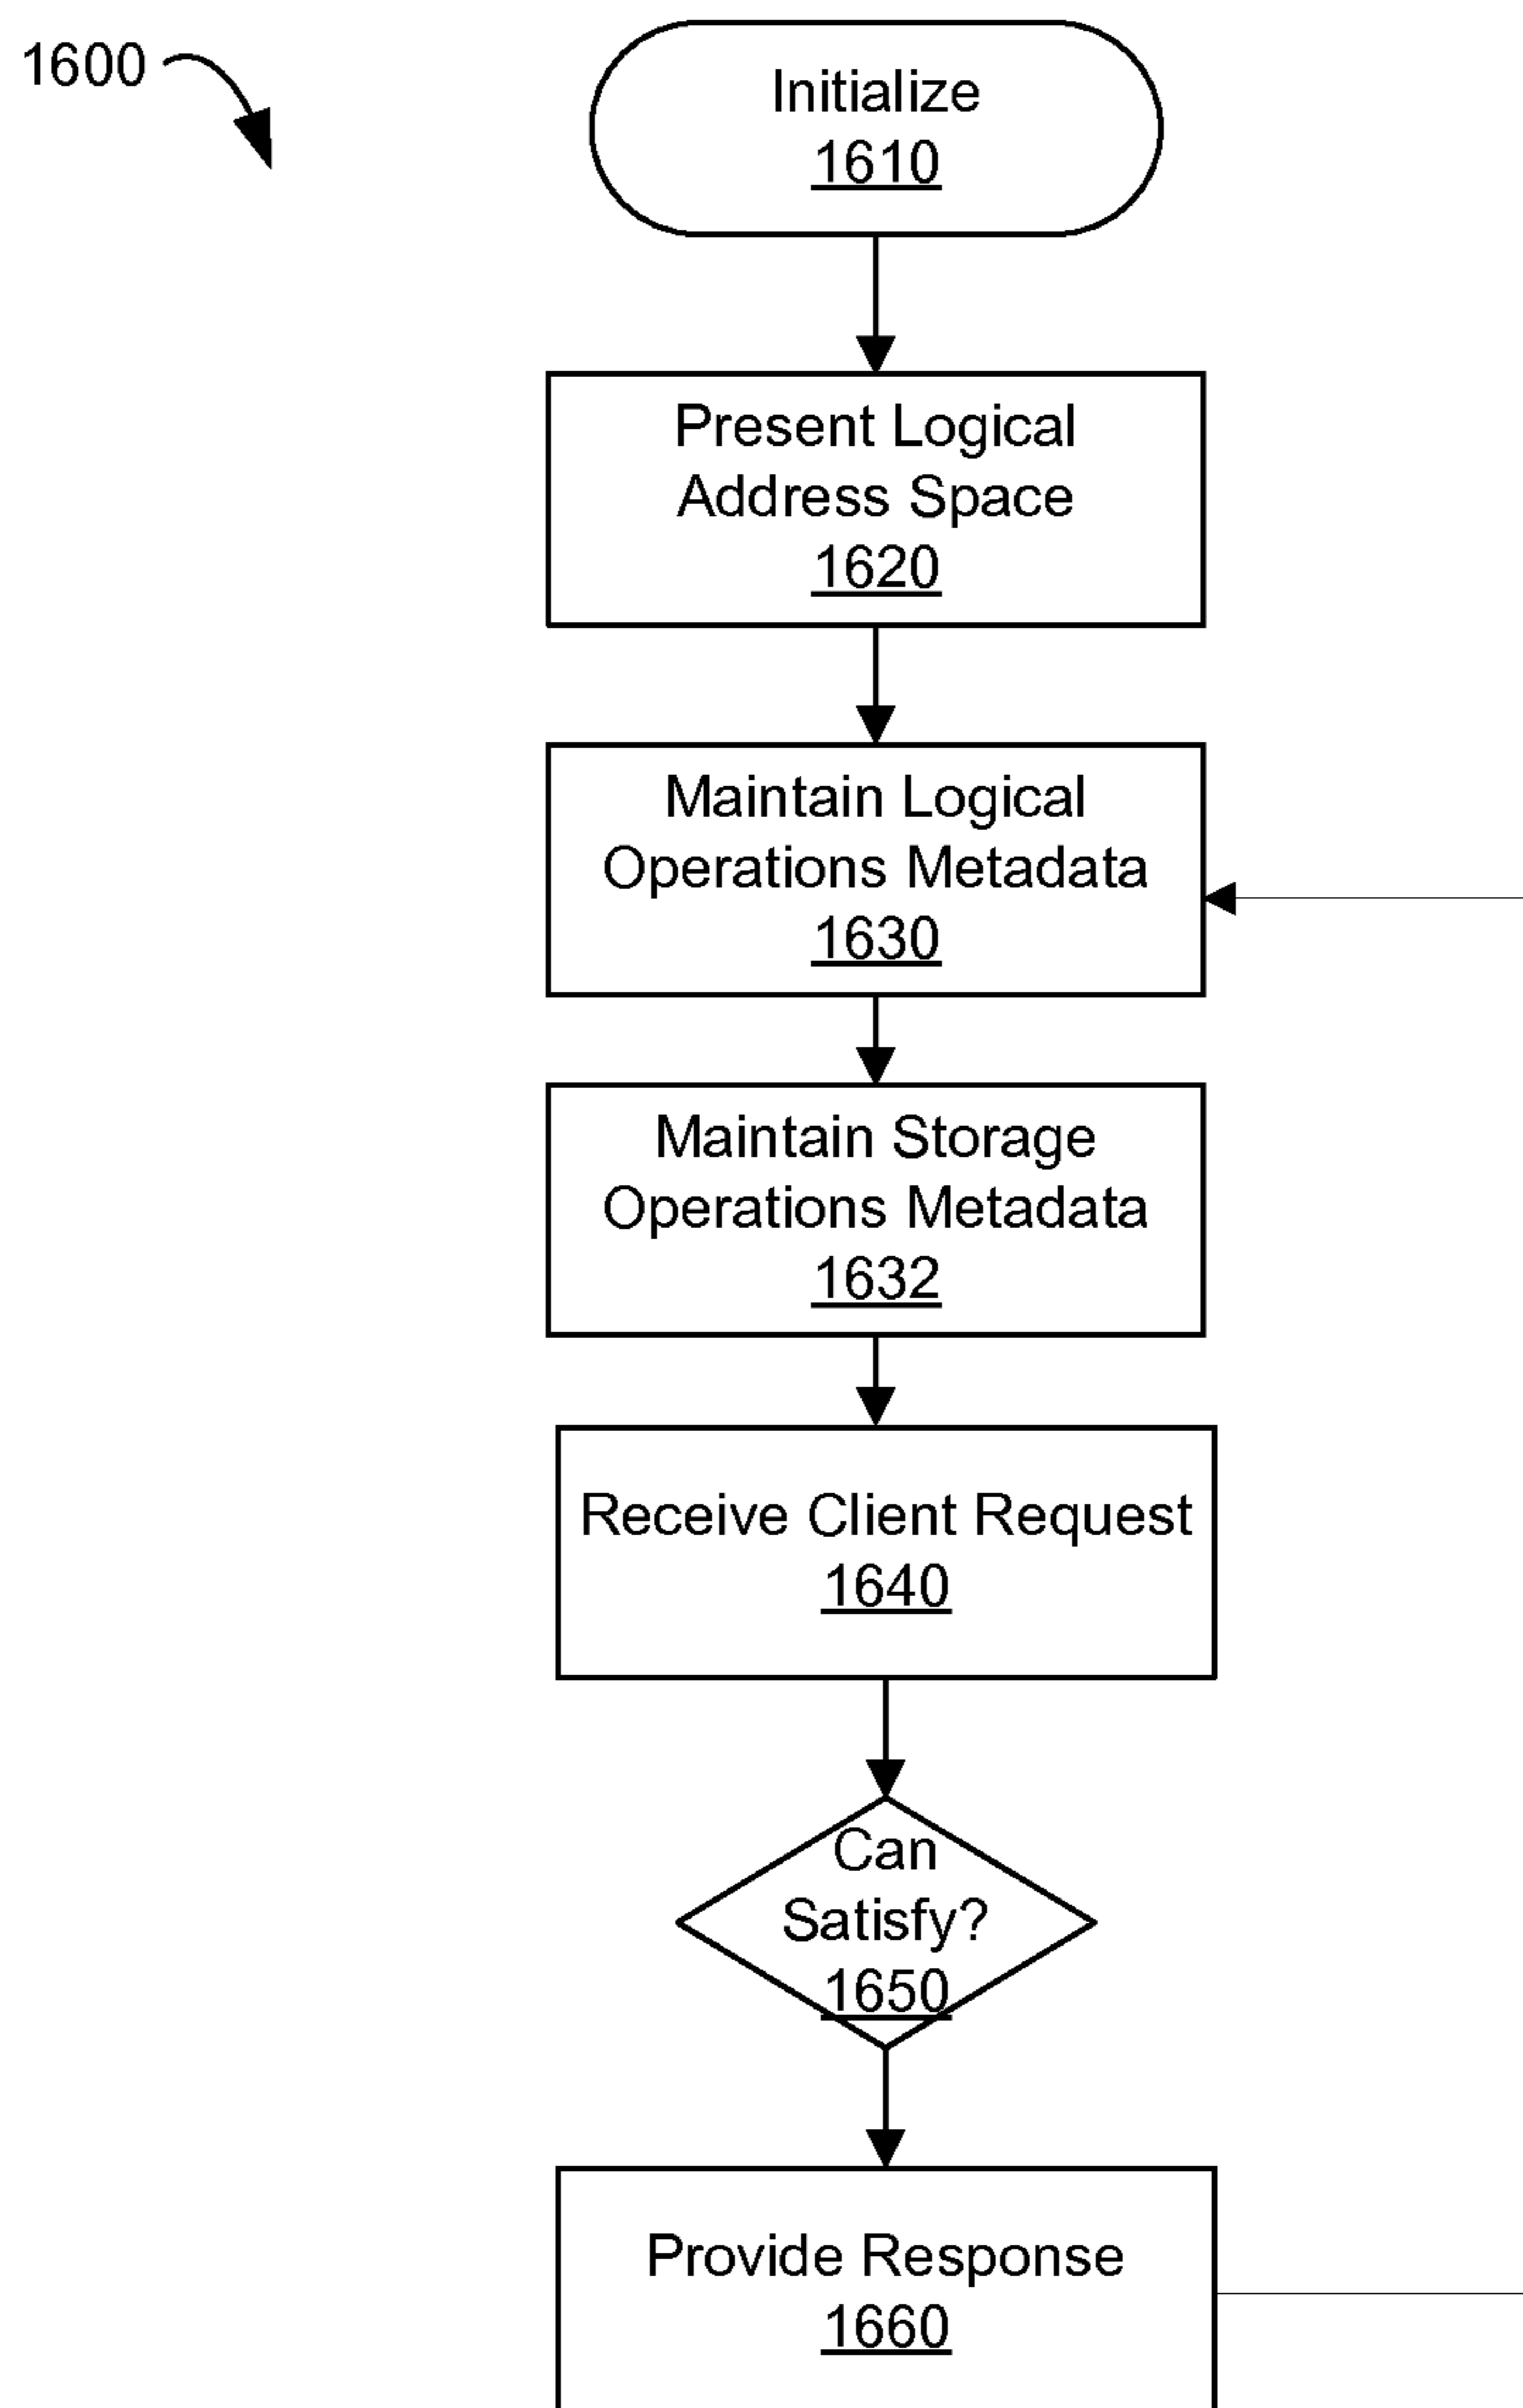 1600
Initialize
1610
Present Logical
Address Space
1620
Maintain Logical
Operations Metadata
1630
Maintain Storage
Operations Metadata
1632
Receive Client Request
1640
Can
Satisfy?
1650
Provide Response
1660